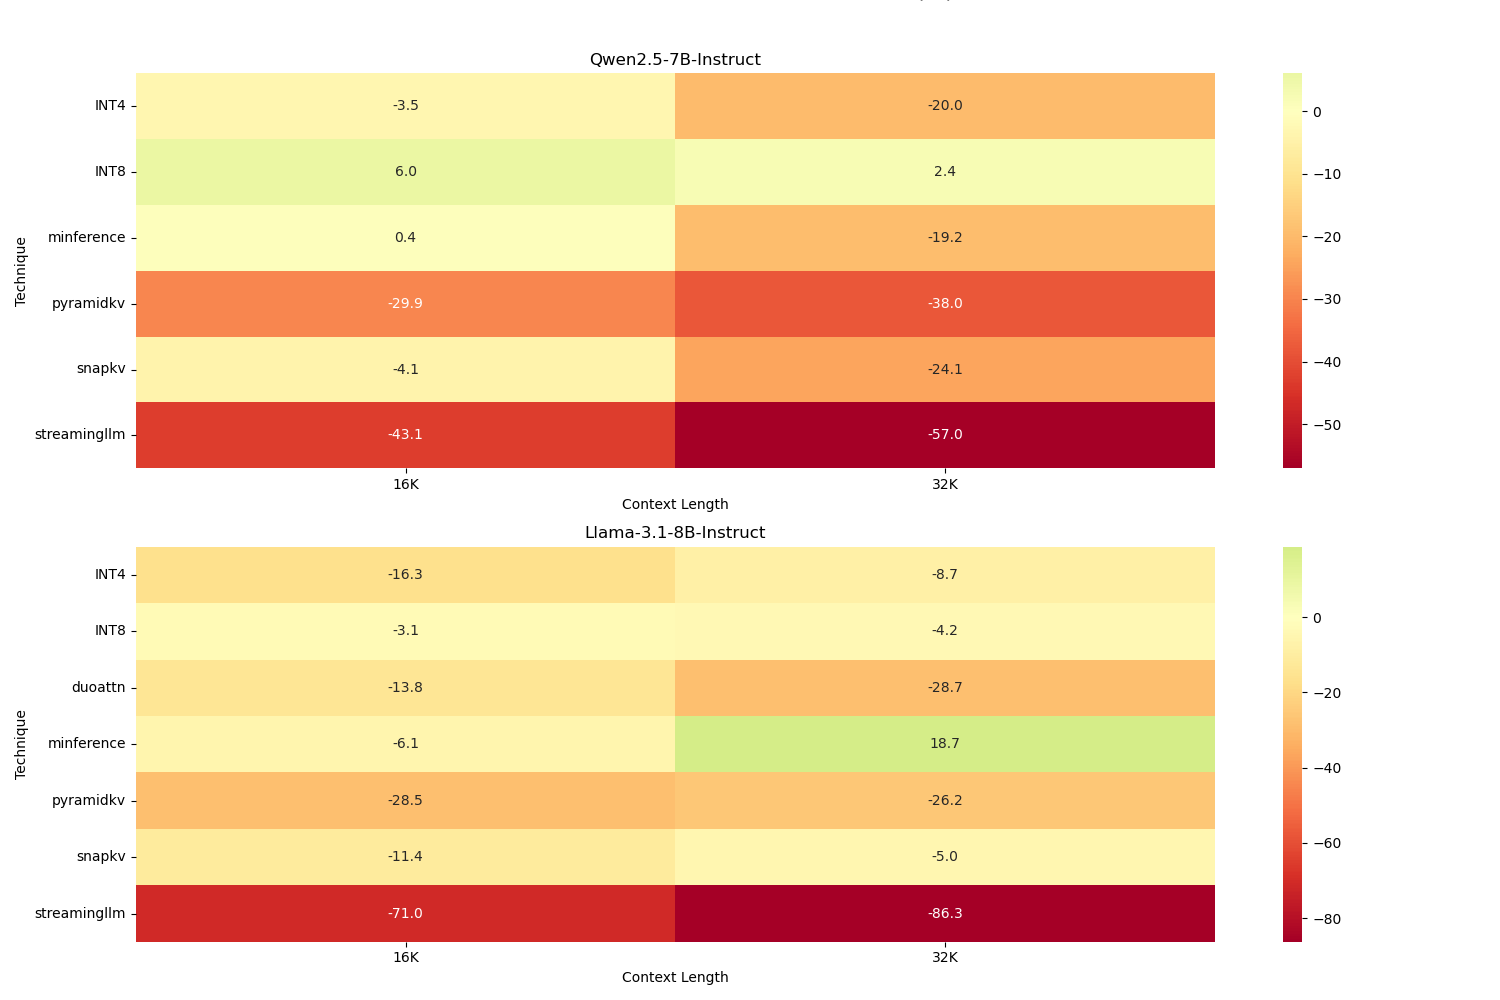 Qwen2.5-7B-Instruct
Technique
INT4 -3.5 -20.0
INT8 6.0 2.4
minference 0.4 -19.2
pyramidkv -29.9 -38.0
snapkv -4.1 -24.1
streamingllm -43.1 -57.0
16K 32K
Context Length
0
−10
−20
−30
−40
−50
Llama-3.1-8B-Instruct
Technique
INT4 -16.3 -8.7
INT8 -3.1 -4.2
duoattn -13.8 -28.7
minference -6.1 18.7
pyramidkv -28.5 -26.2
snapkv -11.4 -5.0
streamingllm -71.0 -86.3
16K 32K
Context Length
0
−20
−40
−60
−80